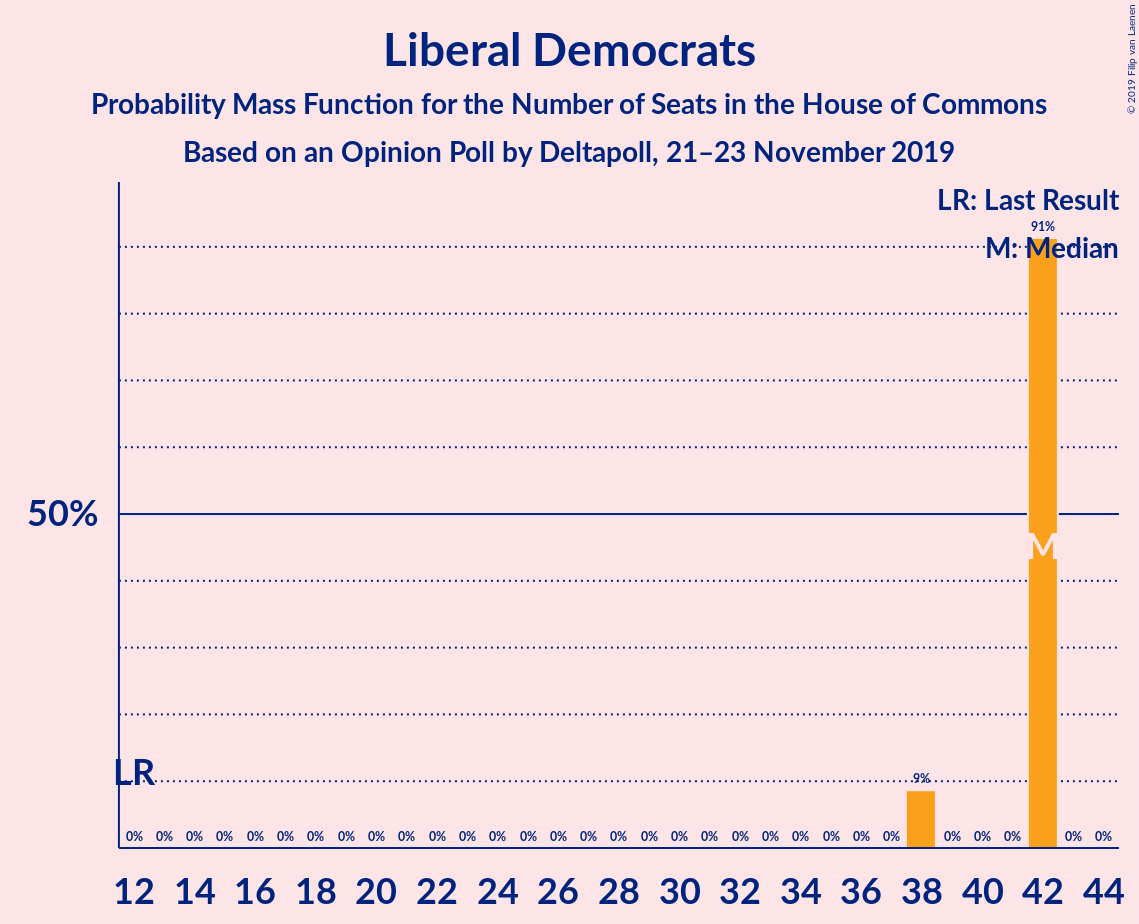 Liberal Democrats
Probability Mass Function for the Number of Seats in the House of Commons
Based on an Opinion Poll by Deltapoll, 21–23 November 2019
© 2019 Filip van Laenen
LR: Last Result
91%
M: Median
50%
M
LR
9%
0% 0% 0% 0% 0% 0% 0% 0% 0% 0% 0% 0% 0% 0% 0% 0% 0% 0% 0% 0% 0% 0% 0% 0% 0% 0% 0% 0% 0% 0% 0%
12 14 16 18 20 22 24 26 28 30 32 34 36 38 40 42 44